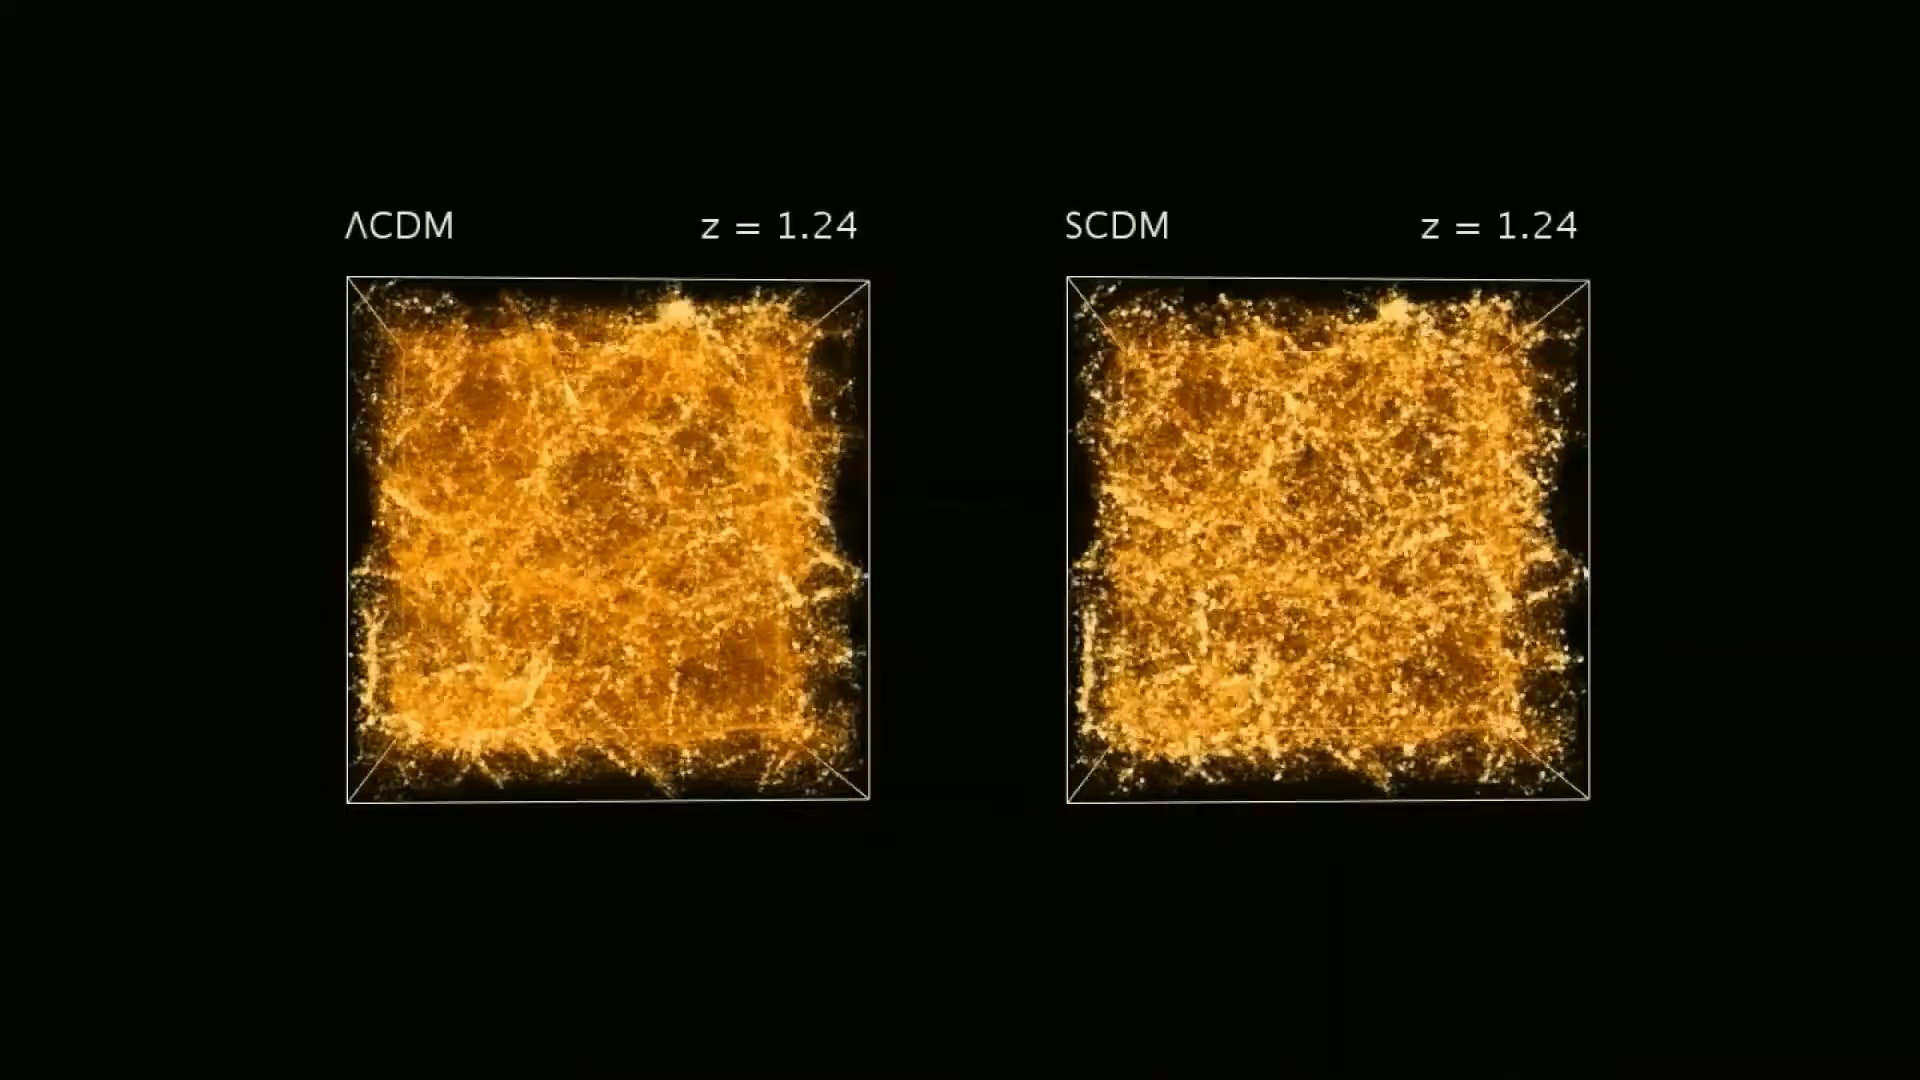 ΛCDM z = 1.24
SCDM z = 1.24